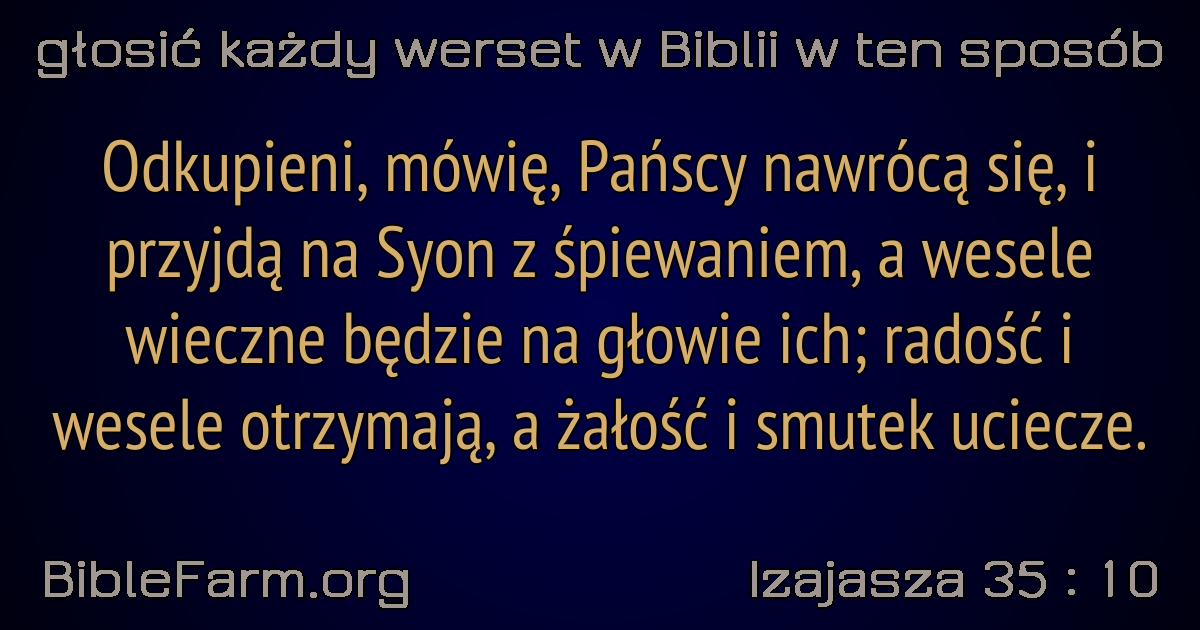 głosić każdy werset w Biblii w ten sposób
Odkupieni, mówię, Pańscy nawrócą się, i
przyjdą na Syon z śpiewaniem, a wesele
wieczne będzie na głowie ich; radość i
wesele otrzymają, a żałość i smutek uciecze.
BibleFarm.org
Izajasza 35 : 10